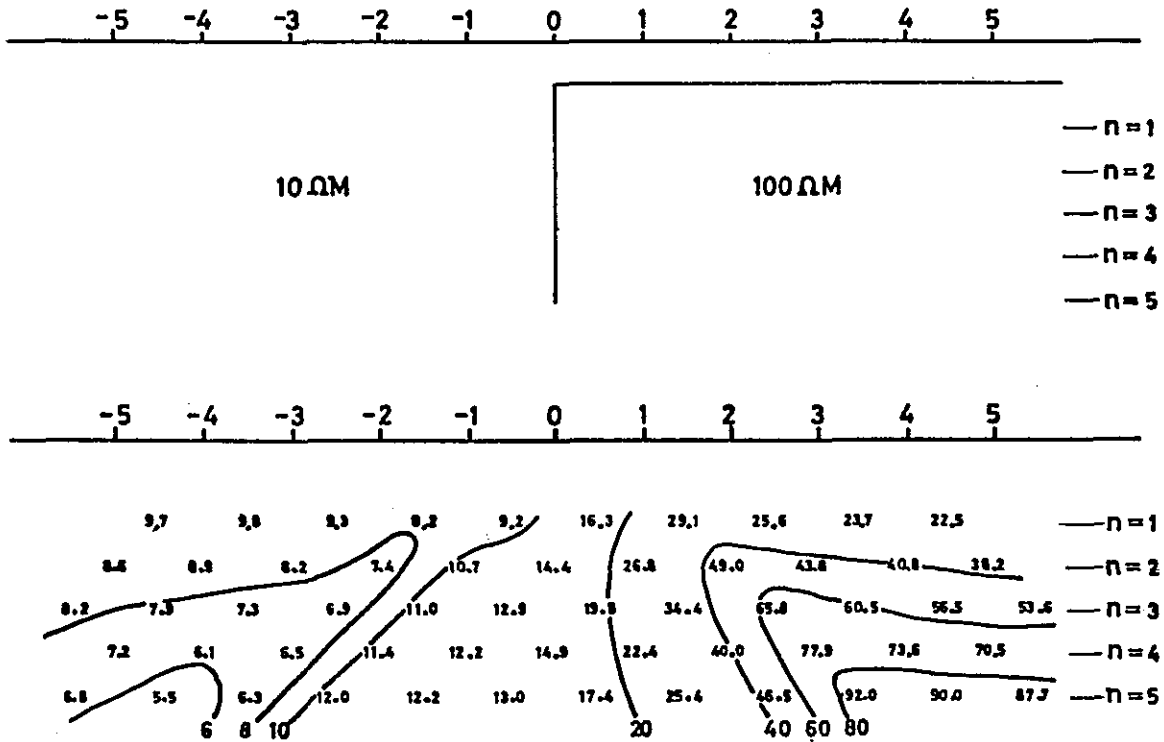 -5 -4 -3 -2 -1 0 1 2 3 4 5
n=1
10 ΩM 100 ΩM n=2
n=3
n=4
n=5
-5 -4 -3 -2 -1 0 1 2 3 4 5
9,7 9,8 9,3 8,2 9,2 16,3 29,1 25,6 23,7 22,5 n=1
8.8 8.2 7.4 10.7 14.4 26.8 49.0 43.8 40.8 38.2 n=2
8.2 7.9 7.3 6.9 11.0 12.9 19.8 34.4 65.8 60.5 56.5 53.6 n=3
7.2 6.1 6.5 11.4 12.2 14.9 22.4 40.0 77.9 73.6 70.5 n=4
6.8 5.5 6.3 12.0 12.2 13.0 17.4 25.4 46.5 92.0 90.0 87.7 n=5
6 8 10 20 40 60 80